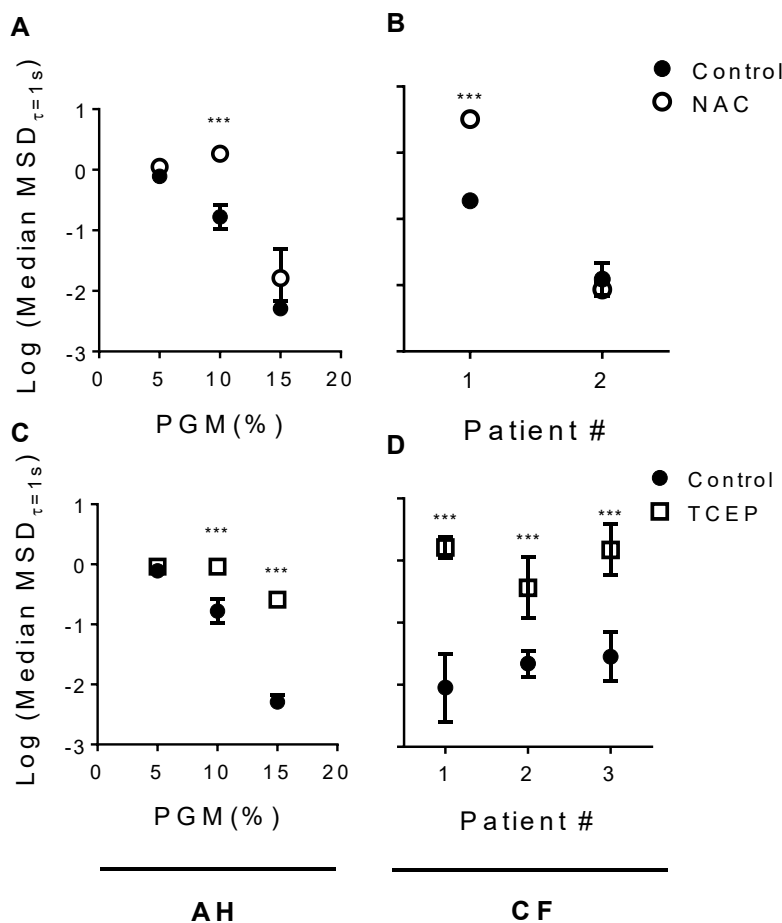 A
B
Control
NAC
Log (Median MSDτ=1s)
1
0
-1
-2
-3
***
0 5 10 15 20
PGM (%)
***
1 2
Patient #
C
D
Control
TCEP
Log (Median MSDτ=1s)
1
0
-1
-2
-3
*** ***
0 5 10 15 20
PGM (%)
*** *** ***
1 2 3
Patient #
AH
CF